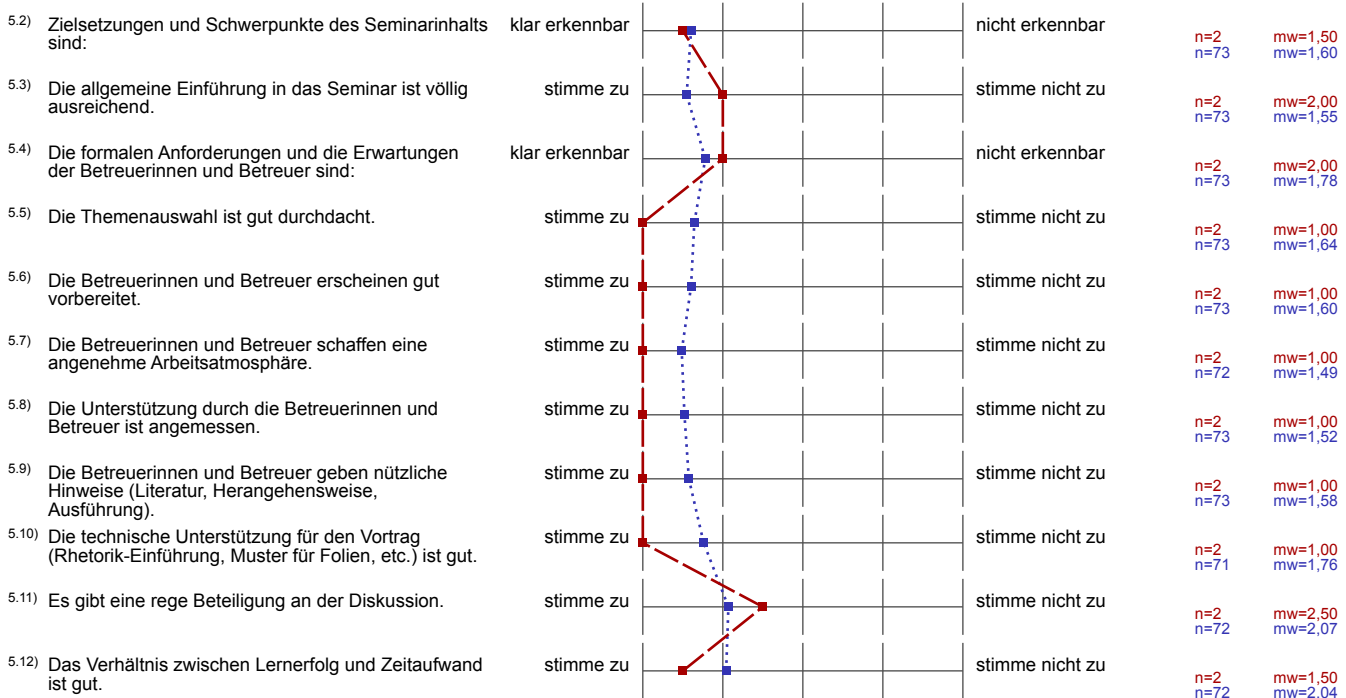 5.2) Zielsetzungen und Schwerpunkte des Seminarinhalts klar erkennbar nicht erkennbar
sind:
n=2 mw=1,50
n=73 mw=1,60
5.3) Die allgemeine Einführung in das Seminar ist völlig stimme zu stimme nicht zu
ausreichend.
n=2 mw=2,00
n=73 mw=1,55
5.4) Die formalen Anforderungen und die Erwartungen klar erkennbar nicht erkennbar
der Betreuerinnen und Betreuer sind:
n=2 mw=2,00
n=73 mw=1,78
5.5) Die Themenauswahl ist gut durchdacht. stimme zu stimme nicht zu
n=2 mw=1,00
n=73 mw=1,64
5.6) Die Betreuerinnen und Betreuer erscheinen gut stimme zu stimme nicht zu
vorbereitet.
n=2 mw=1,00
n=73 mw=1,60
5.7) Die Betreuerinnen und Betreuer schaffen eine stimme zu stimme nicht zu
angenehme Arbeitsatmosphäre.
n=2 mw=1,00
n=72 mw=1,49
5.8) Die Unterstützung durch die Betreuerinnen und stimme zu stimme nicht zu
Betreuer ist angemessen.
n=2 mw=1,00
n=73 mw=1,52
5.9) Die Betreuerinnen und Betreuer geben nützliche stimme zu stimme nicht zu
Hinweise (Literatur, Herangehensweise,
Ausführung).
n=2 mw=1,00
n=73 mw=1,58
5.10) Die technische Unterstützung für den Vortrag stimme zu stimme nicht zu
(Rhetorik-Einführung, Muster für Folien, etc.) ist gut.
n=2 mw=1,00
n=71 mw=1,76
5.11) Es gibt eine rege Beteiligung an der Diskussion. stimme zu stimme nicht zu
n=2 mw=2,50
n=72 mw=2,07
5.12) Das Verhältnis zwischen Lernerfolg und Zeitaufwand stimme zu stimme nicht zu
ist gut.
n=2 mw=1,50
n=72 mw=2,04